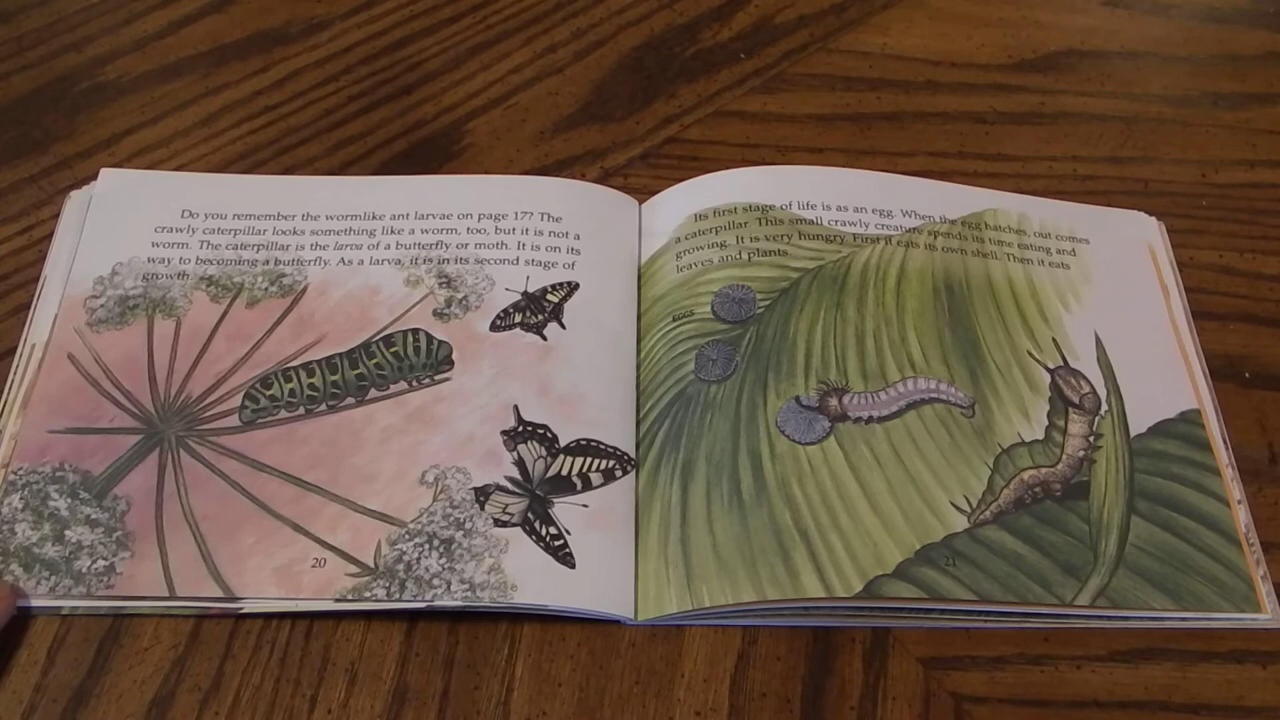 Do you remember the wormlike ant larvae on page 17? The
crawly caterpillar looks something like a worm, too, but it is not a
worm. The caterpillar is the larva of a butterfly or moth. It is on its
way to becoming a butterfly. As a larva, it is in its second stage of
growth.
20
Its first stage of life is as an egg. When the egg hatches, out comes
a caterpillar. This small crawly creature spends its time eating and
growing. It is very hungry. First it eats its own shell. Then it eats
leaves and plants.
EGGS
21